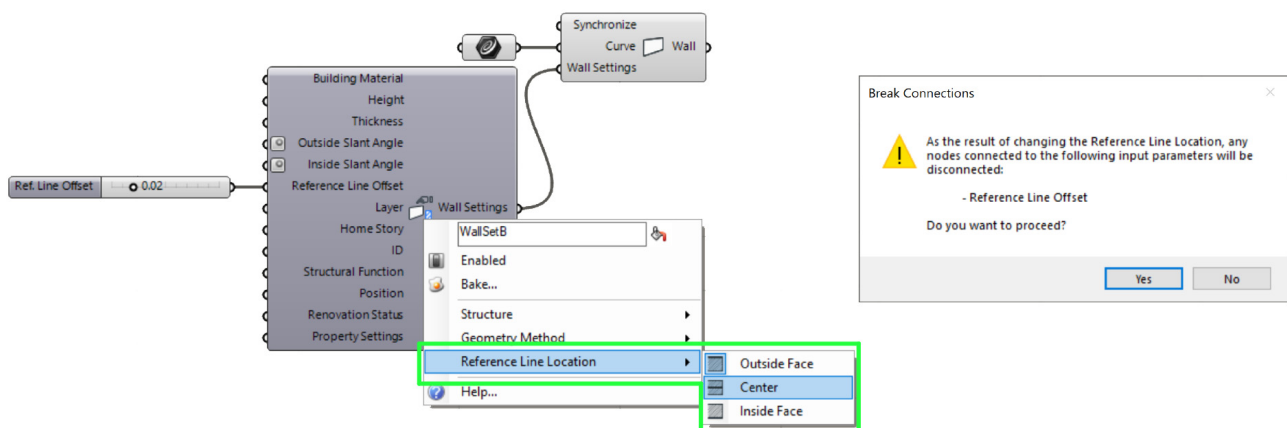 Synchronize
Curve
Wall
Wall Settings
Building Material
Height
Thickness
Outside Slant Angle
Inside Slant Angle
Ref. Line Offset
0.02
Reference Line Offset
Layer
Wall Settings
Home Story
ID
Structural Function
Position
Renovation Status
Property Settings
WallSetB
Enabled
Bake...
Structure
Geometry Method
Reference Line Location
Help...
Outside Face
Center
Inside Face
Break Connections
As the result of changing the Reference Line Location, any
nodes connected to the following input parameters will be
disconnected:
- Reference Line Offset
Do you want to proceed?
Yes
No